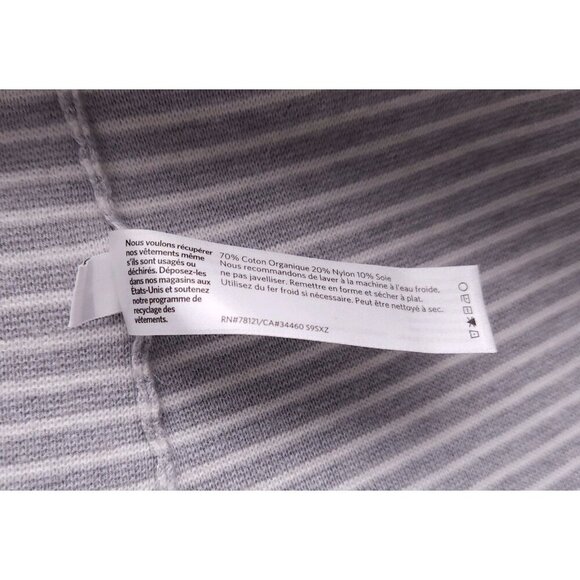 Nous voulons récupérer
nos vêtements même
s'ils sont usagés ou
déchirés. Déposez-les
dans nos magasins aux
États-Unis et soutenez
notre programme de
recyclage des
vêtements.
70% Coton Organique 20% Nylon 10% Soie
Nous recommandons de laver à la machine à l'eau froide,
ne pas javelliser. Remettre en forme et sécher à plat.
Utilisez du fer froid si nécessaire. Peut être nettoyé à sec.
RN#78121/CA#34460 S95XZ